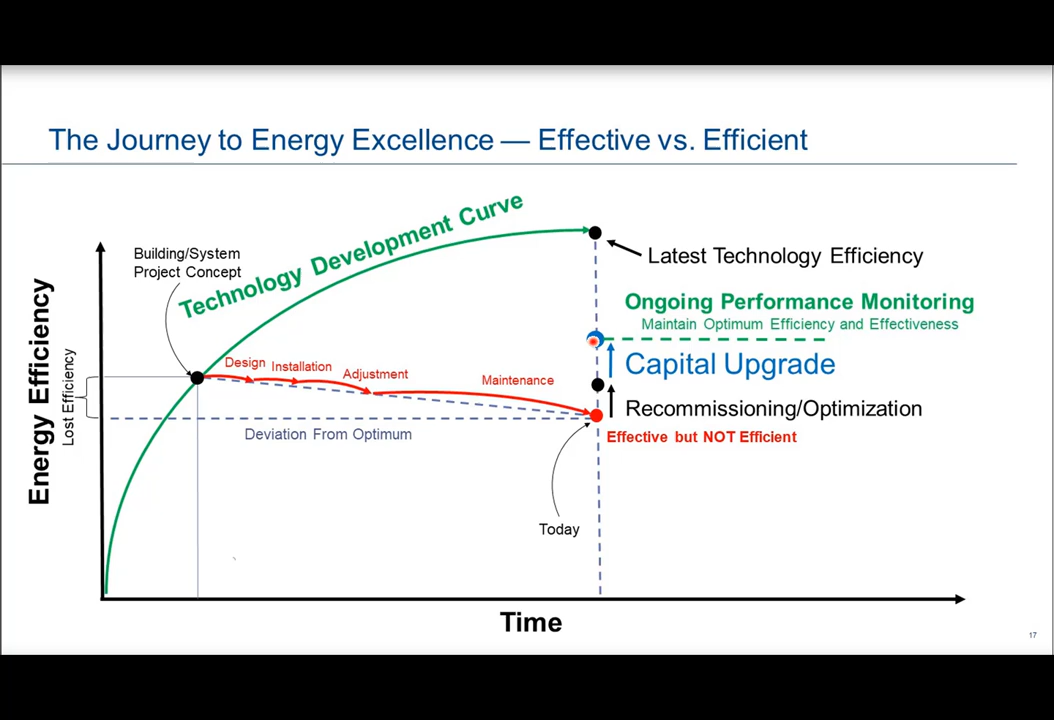 The Journey to Energy Excellence — Effective vs. Efficient
Technology Development Curve
Building/System
Project Concept
Latest Technology Efficiency
Ongoing Performance Monitoring
Maintain Optimum Efficiency and Effectiveness
Energy Efficiency
Lost Efficiency
Design
Installation
Adjustment
Maintenance
Capital Upgrade
Recommissioning/Optimization
Deviation From Optimum
Effective but NOT Efficient
Today
Time
17